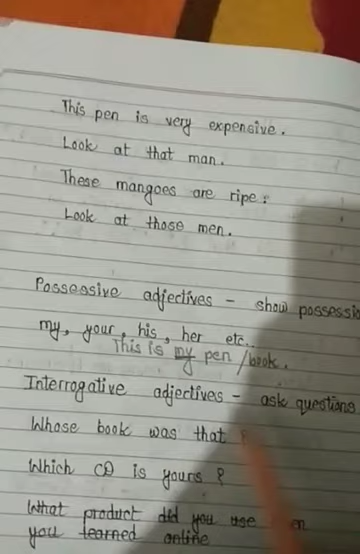 This pen is very expensive.
Look at that man.
These mangoes are ripe.
Look at those men.
Possessive adjectives - show possessio
my, your, his, her etc..
This is my pen / book.
Interrogative adjectives - ask questions
Whose book was that ?
Which CD is yours ?
What product did you use en
you learned online